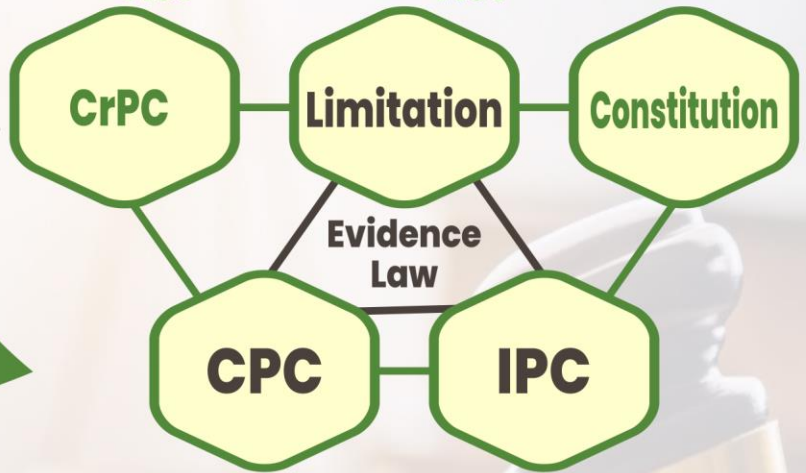 CrPC
Limitation
Constitution
Evidence
Law
CPC
IPC